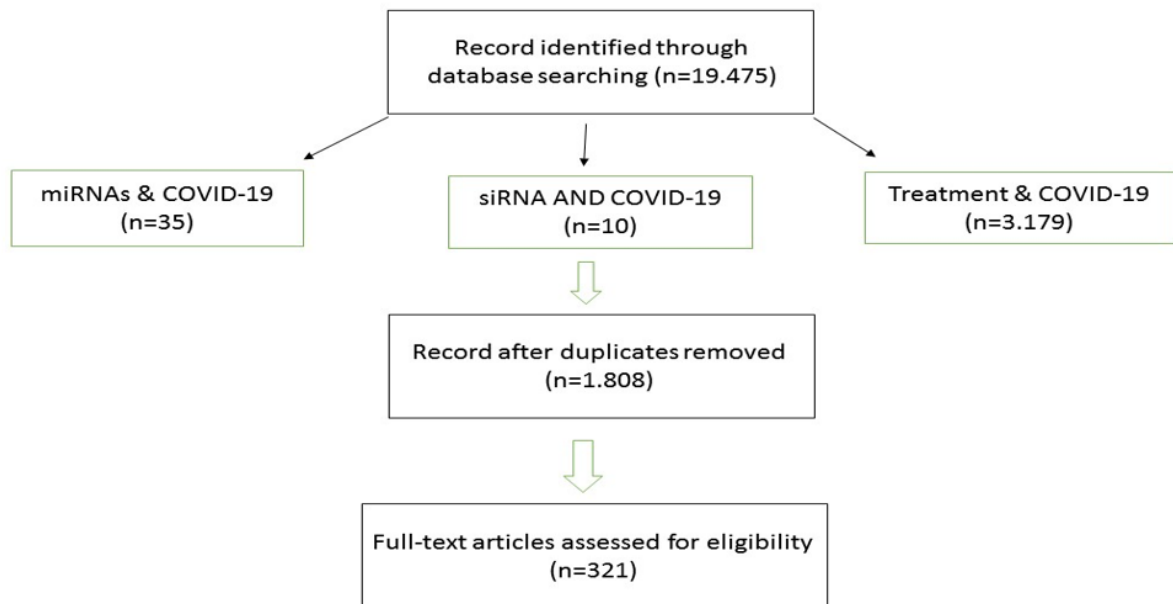 Record identified through
database searching (n=19.475)
miRNAs & COVID-19
(n=35)
siRNA AND COVID-19
(n=10)
Treatment & COVID-19
(n=3.179)
Record after duplicates removed
(n=1.808)
Full-text articles assessed for eligibility
(n=321)